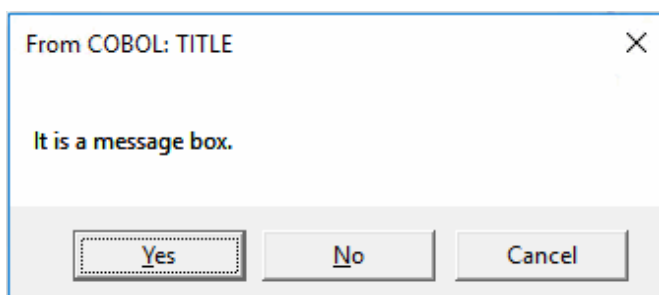 From COBOL: TITLE
It is a message box.
Yes No Cancel